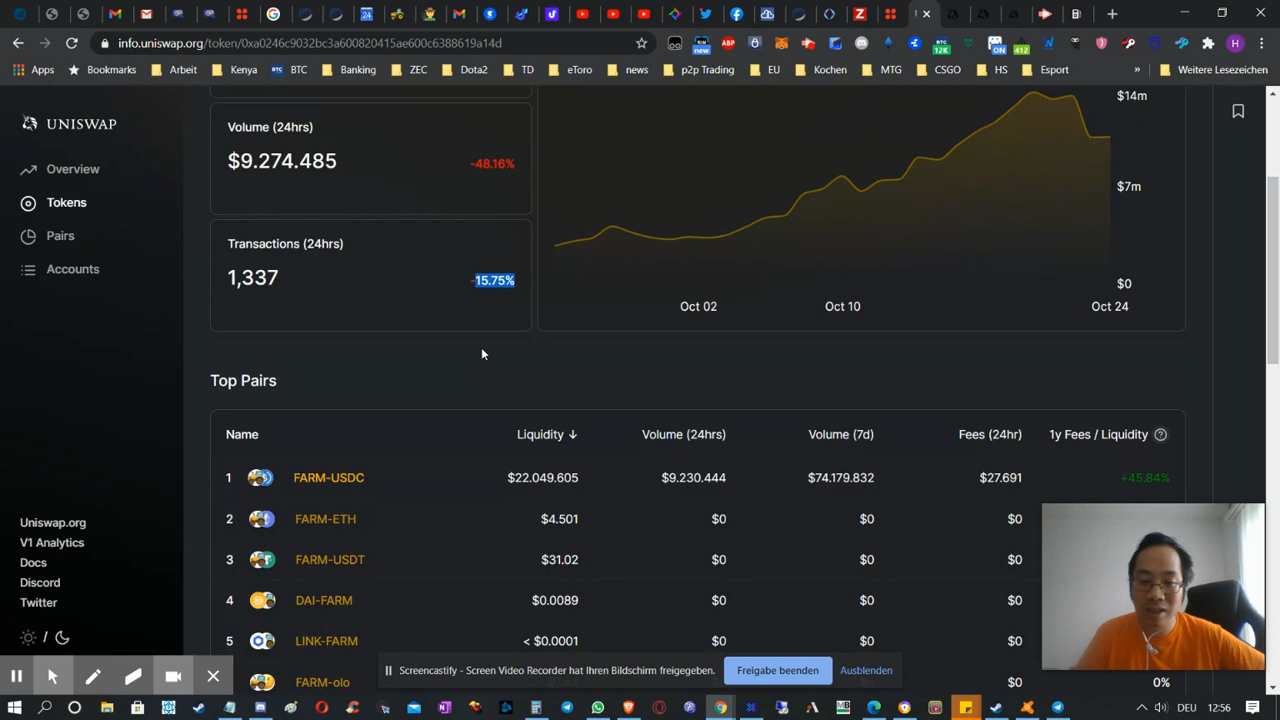 info.uniswap.org/token/0xa0246c9032bc3a600820415ae600c6388619a14d
new
ABP
BTC
12K
ON
412
H
Apps
Bookmarks
Arbeit
Kenya
BTC
Banking
ZEC
Dota2
TD
eToro
news
p2p Trading
EU
Kochen
MTG
CSGO
HS
Esport
»
Weitere Lesezeichen
UNISWAP
Overview
Tokens
Pairs
Accounts
Uniswap.org
V1 Analytics
Docs
Discord
Twitter
Volume (24hrs)
$9.274.485 -48.16%
Transactions (24hrs)
1,337 -15.75%
$14m
$7m
$0
Oct 02 Oct 10 Oct 24
Top Pairs
Name Liquidity ↓ Volume (24hrs) Volume (7d) Fees (24hr) 1y Fees / Liquidity ?
1 FARM-USDC $22.049.605 $9.230.444 $74.179.832 $27.691 +45.84%
2 FARM-ETH $4.501 $0 $0 $0
3 FARM-USDT $31.02 $0 $0 $0
4 DAI-FARM $0.0089 $0 $0 $0
5 LINK-FARM < $0.0001 $0 $0 $0
FARM-olo $0 0%
Screencastify - Screen Video Recorder hat Ihren Bildschirm freigegeben.
Freigabe beenden
Ausblenden
DEU 12:56